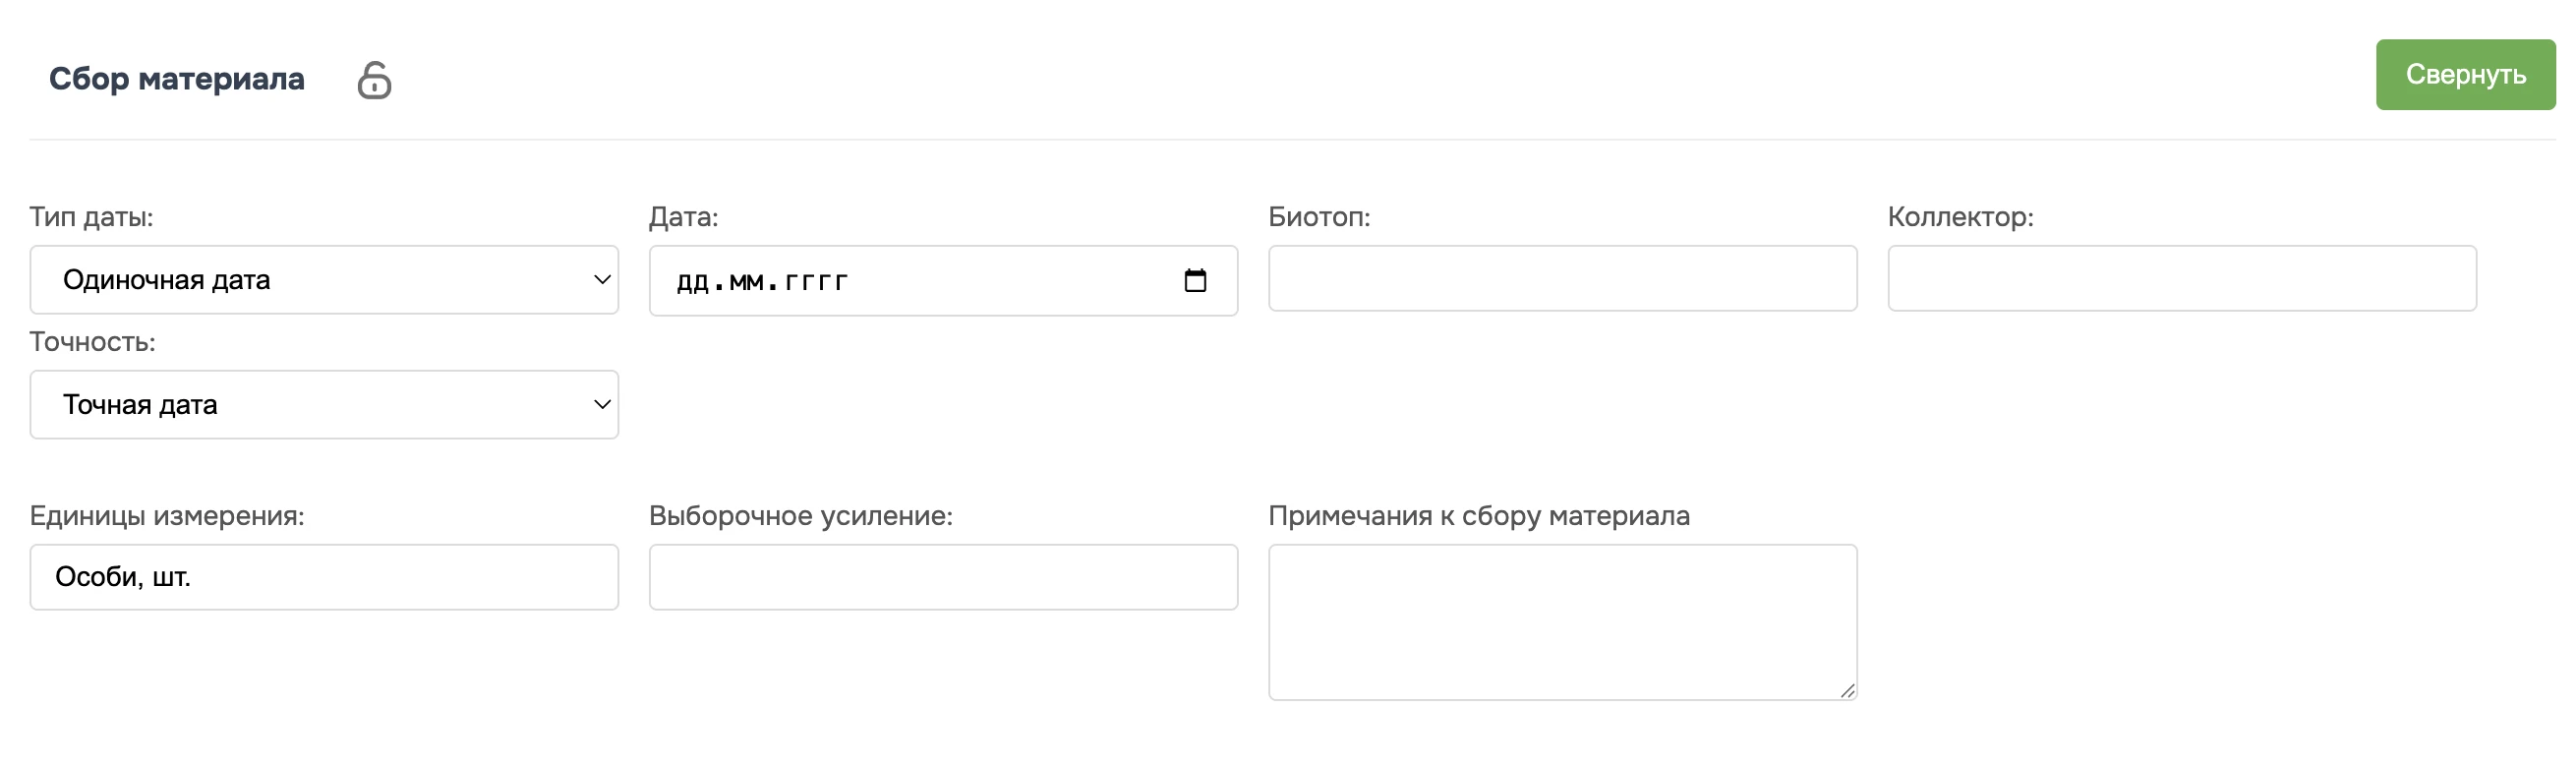 Сбор материала
Свернуть
Тип даты:
Дата:
Биотоп:
Коллектор:
Одиночная дата
дд.мм.гггг
Точность:
Точная дата
Единицы измерения:
Выборочное усиление:
Примечания к сбору материала
Особи, шт.